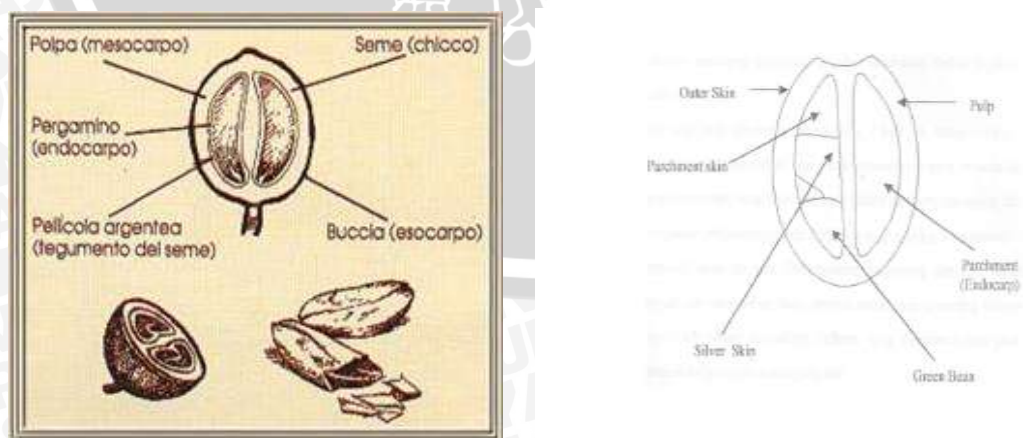 Polpa (mesocarpo)
Seme (chicco)
Pergamino
(endocarpo)
Pellicola argentea
(tegumento del seme)
Buccia (esocarpo)
Outer Skin
Pulp
Parchment skin
Parchment
(Endocarp)
Silver Skin
Green Bean